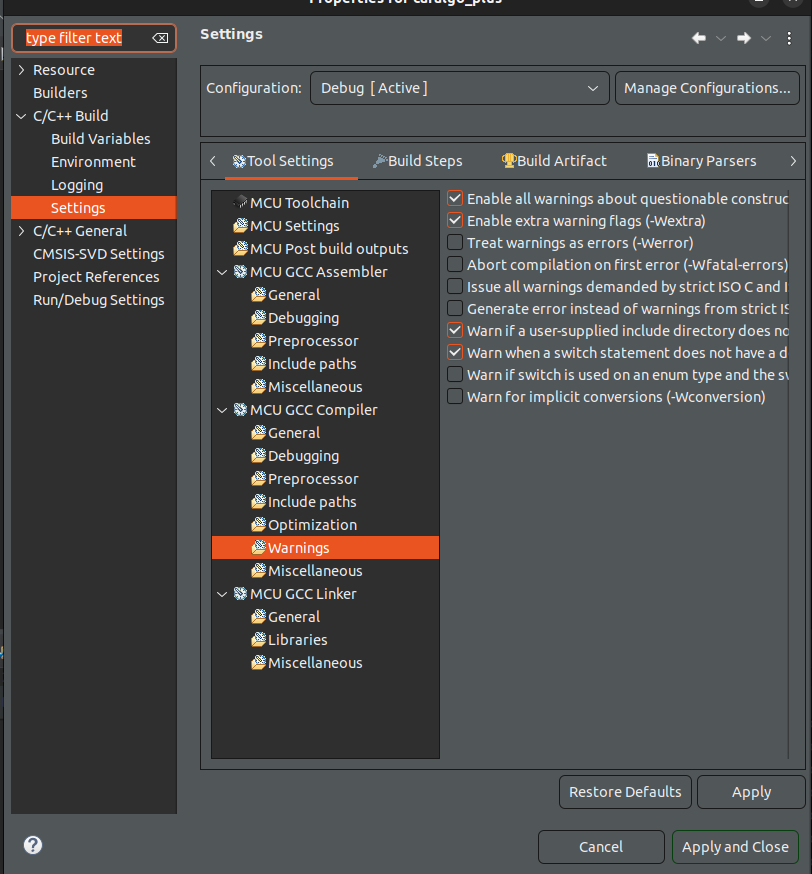 Properties for catalgo_plus
type filter text
Resource
Builders
C/C++ Build
Build Variables
Environment
Logging
Settings
C/C++ General
CMSIS-SVD Settings
Project References
Run/Debug Settings
Settings
Configuration:
Debug [ Active ]
Manage Configurations...
Tool Settings
Build Steps
Build Artifact
Binary Parsers
MCU Toolchain
MCU Settings
MCU Post build outputs
MCU GCC Assembler
General
Debugging
Preprocessor
Include paths
Miscellaneous
MCU GCC Compiler
General
Debugging
Preprocessor
Include paths
Optimization
Warnings
Miscellaneous
MCU GCC Linker
General
Libraries
Miscellaneous
Enable all warnings about questionable construc
Enable extra warning flags (-Wextra)
Treat warnings as errors (-Werror)
Abort compilation on first error (-Wfatal-errors)
Issue all warnings demanded by strict ISO C and I
Generate error instead of warnings from strict IS
Warn if a user-supplied include directory does no
Warn when a switch statement does not have a d
Warn if switch is used on an enum type and the sw
Warn for implicit conversions (-Wconversion)
Restore Defaults
Apply
?
Cancel
Apply and Close